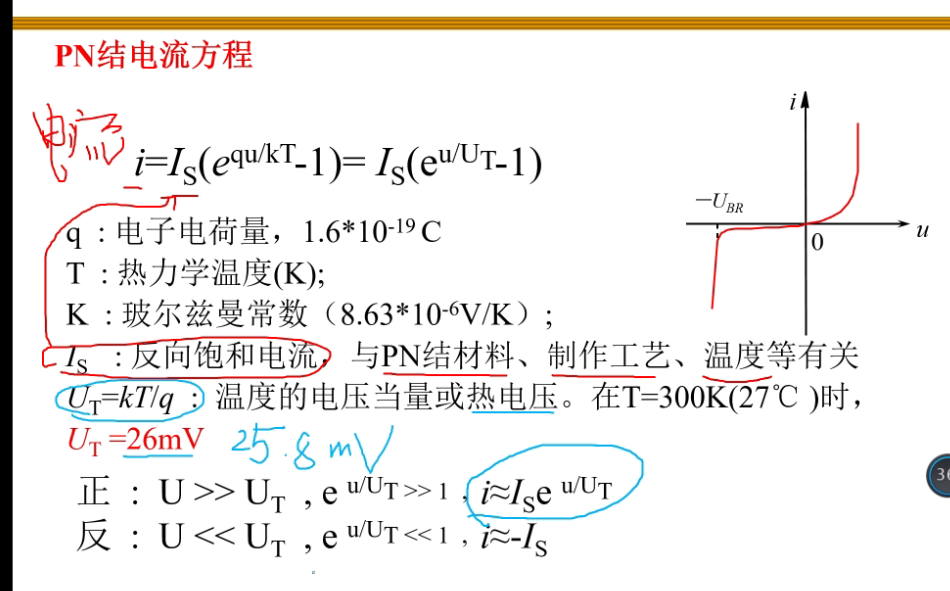 PN结电流方程
电流
i=I_S(e^{qu/kT}-1)= I_S(e^{u/U_T}-1)
i
-U_{BR}
0
u
q ：电子电荷量，1.6*10^{-19} C
T ：热力学温度(K);
K ：玻尔兹曼常数（8.63*10^{-6}V/K）;
I_S ：反向饱和电流，与PN结材料、制作工艺、温度等有关
U_T=kT/q ：温度的电压当量或热电压。在T=300K(27℃ )时，
U_T =26mV 25.8 mV
正 ：U >> U_T , e^{u/U_T} >> 1 , i≈I_S e^{u/U_T}
反 ：U << U_T , e^{u/U_T} << 1 , i≈-I_S